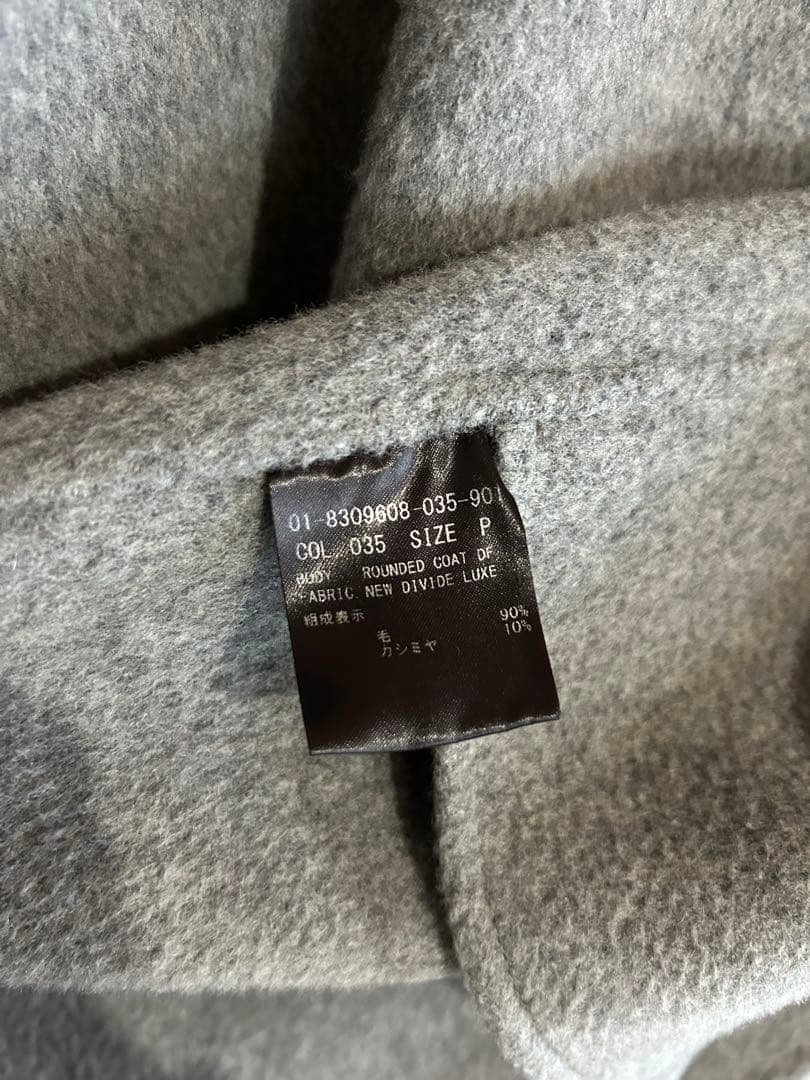 01-8309608-035-901
COL 035 SIZE P
BODY ROUNDED COAT DF
FABRIC NEW DIVIDE LUXE
組成表示
毛 90%
カシミヤ 10%